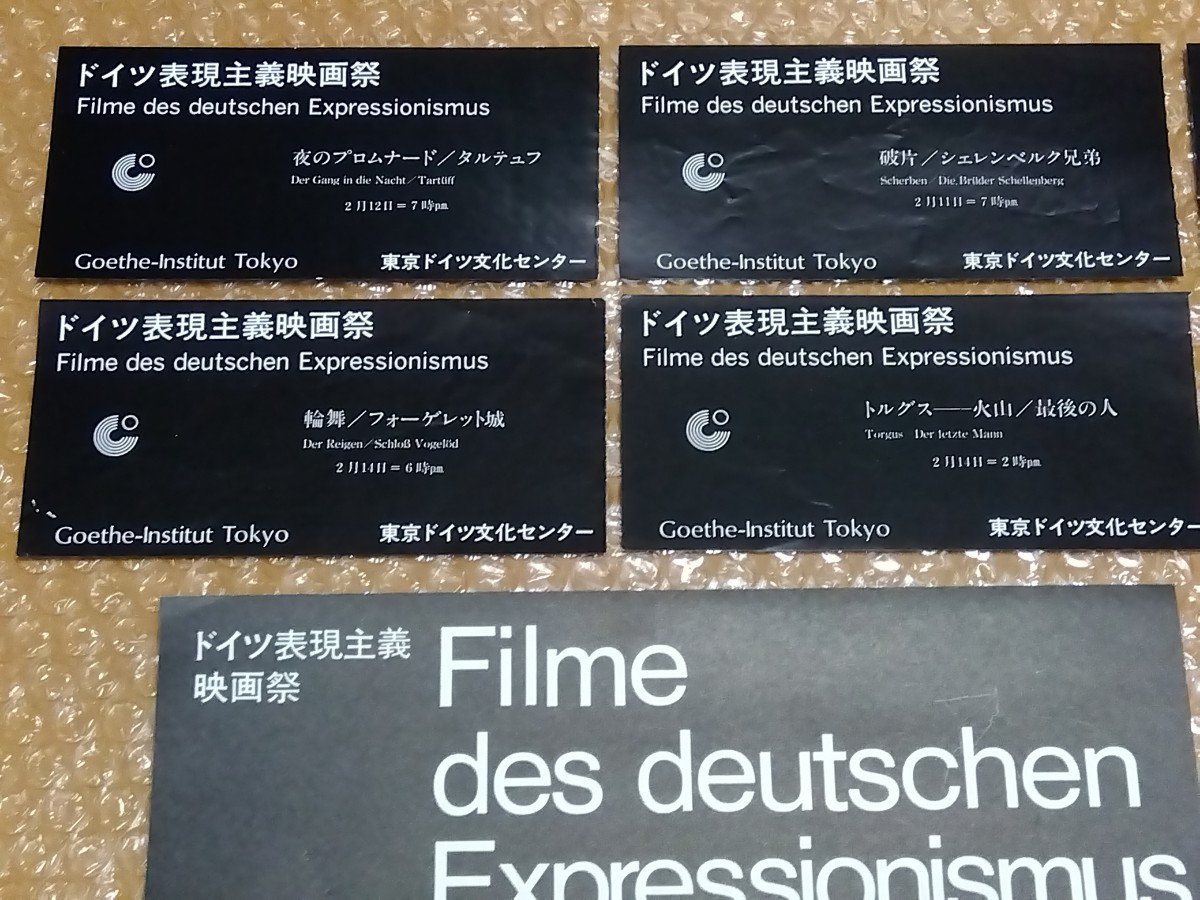 ドイツ表現主義映画祭
Filme des deutschen Expressionismus
夜のプロムナード／タルテュフ
Der Gang in die Nacht／Tartüff
2月12日＝7時pm
Goethe-Institut Tokyo
東京ドイツ文化センター
ドイツ表現主義映画祭
Filme des deutschen Expressionismus
破片／シェレンベルク兄弟
Scherben／Die Brüder Schellenberg
2月11日＝7時pm
Goethe-Institut Tokyo
東京ドイツ文化センター
ドイツ表現主義映画祭
Filme des deutschen Expressionismus
輪舞／フォーゲレット城
Der Reigen／Schloß Vogelöd
2月14日＝6時pm
Goethe-Institut Tokyo
東京ドイツ文化センター
ドイツ表現主義映画祭
Filme des deutschen Expressionismus
トルグス──火山／最後の人
Torgus Der letzte Mann
2月14日＝2時pm
Goethe-Institut Tokyo
東京ドイツ文化センター
ドイツ表現主義
映画祭
Filme
des deutschen
Expressionismus